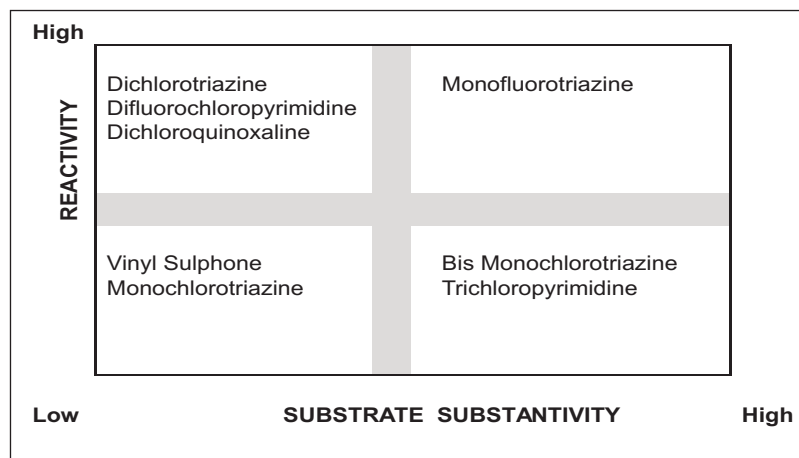 High
REACTIVITY
Dichlorotriazine
Difluorochloropyrimidine
Dichloroquinoxaline
Monofluorotriazine
Vinyl Sulphone
Monochlorotriazine
Bis Monochlorotriazine
Trichloropyrimidine
Low SUBSTRATE SUBSTANTIVITY High